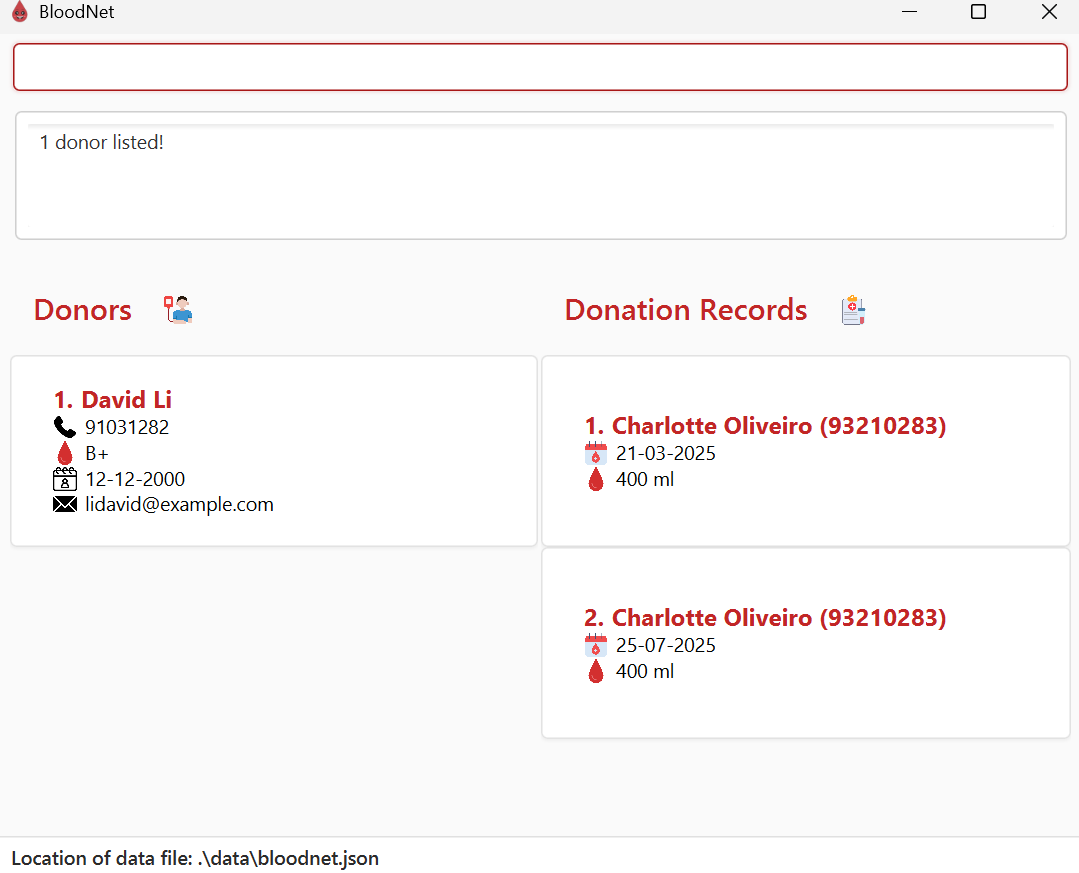 BloodNet
1 donor listed!
Donors
1. David Li
91031282
B+
12-12-2000
lidavid@example.com
Donation Records
1. Charlotte Oliveiro (93210283)
21-03-2025
400 ml
2. Charlotte Oliveiro (93210283)
25-07-2025
400 ml
Location of data file: .\data\bloodnet.json